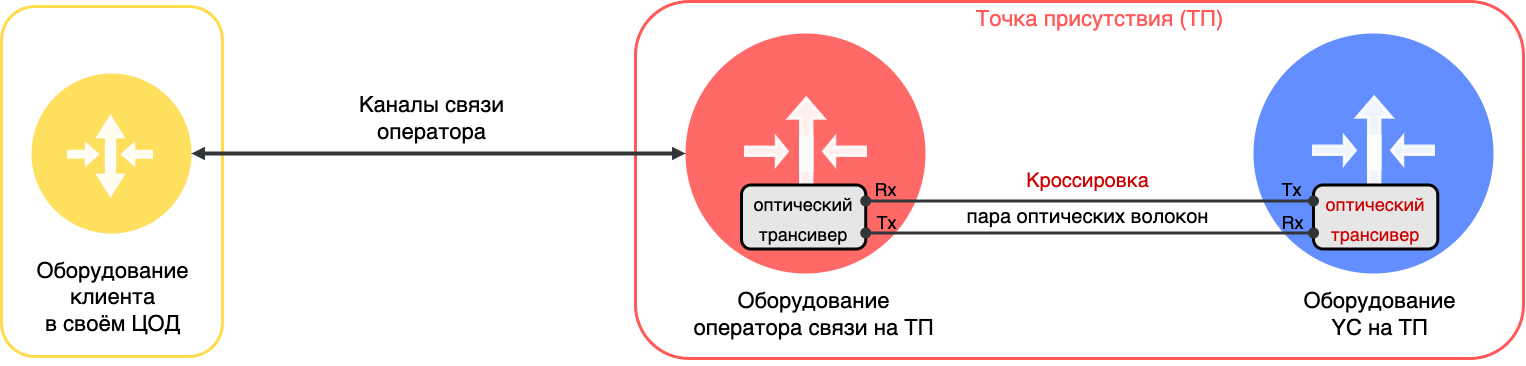 Точка присутствия (ТП)
Каналы связи
оператора
Rx
Кроссировка
Tx
оптический
трансивер
пара оптических волокон
оптический
трансивер
Tx
Rx
Оборудование
клиента
в своём ЦОД
Оборудование
оператора связи на ТП
Оборудование
YC на ТП